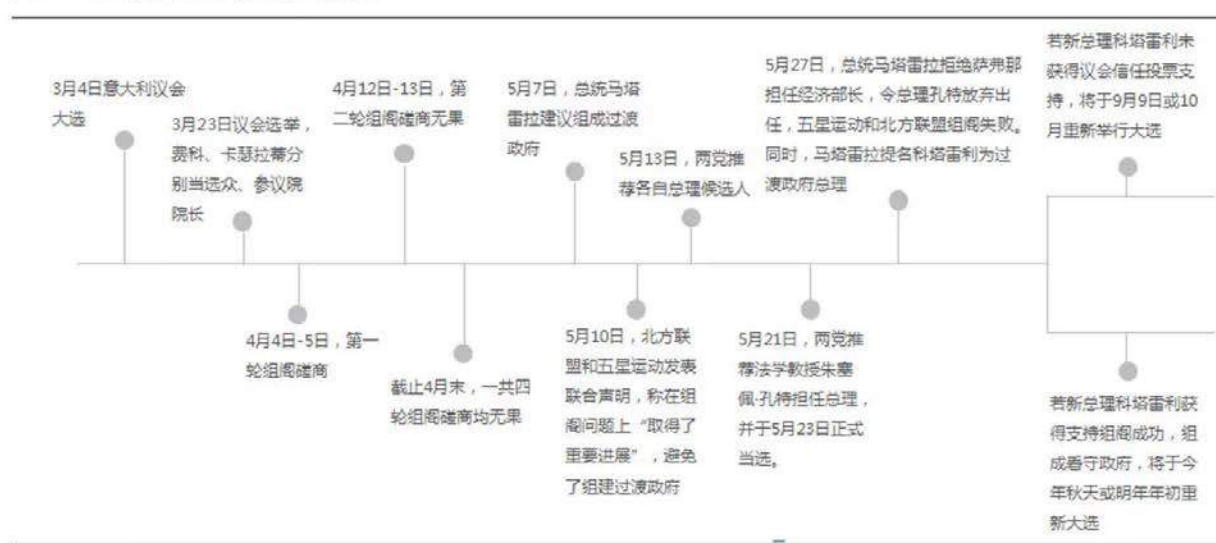 3月4日意大利议会
大选
3月23日议会选举，
费科、卡瑟拉蒂分
别当选众、参议院
院长
4月4日-5日，第一
轮组阁磋商
4月12日-13日，第
二轮组阁磋商无果
截止4月末，一共四
轮组阁磋商均无果
5月7日，总统马塔
雷拉建议组成过渡
政府
5月10日，北方联
盟和五星运动发表
联合声明，称在组
阁问题上“取得了
重要进展”，避免
了组建过渡政府
5月13日，两党推
荐各自总理候选人
5月21日，两党推
荐法学教授朱塞
佩·孔特担任总理，
并于5月23日正式
当选。
5月27日，总统马塔雷拉拒绝萨弗那
担任经济部长，令总理孔特放弃出
任，五星运动和北方联盟组阁失败。
同时，马塔雷拉提名科塔雷利为过
渡政府总理
若新总理科塔雷利未
获得议会信任投票支
持，将于9月9日或10
月重新举行大选
若新总理科塔雷利获
得支持组阁成功，组
成看守政府，将于今
年秋天或明年年初重
新大选